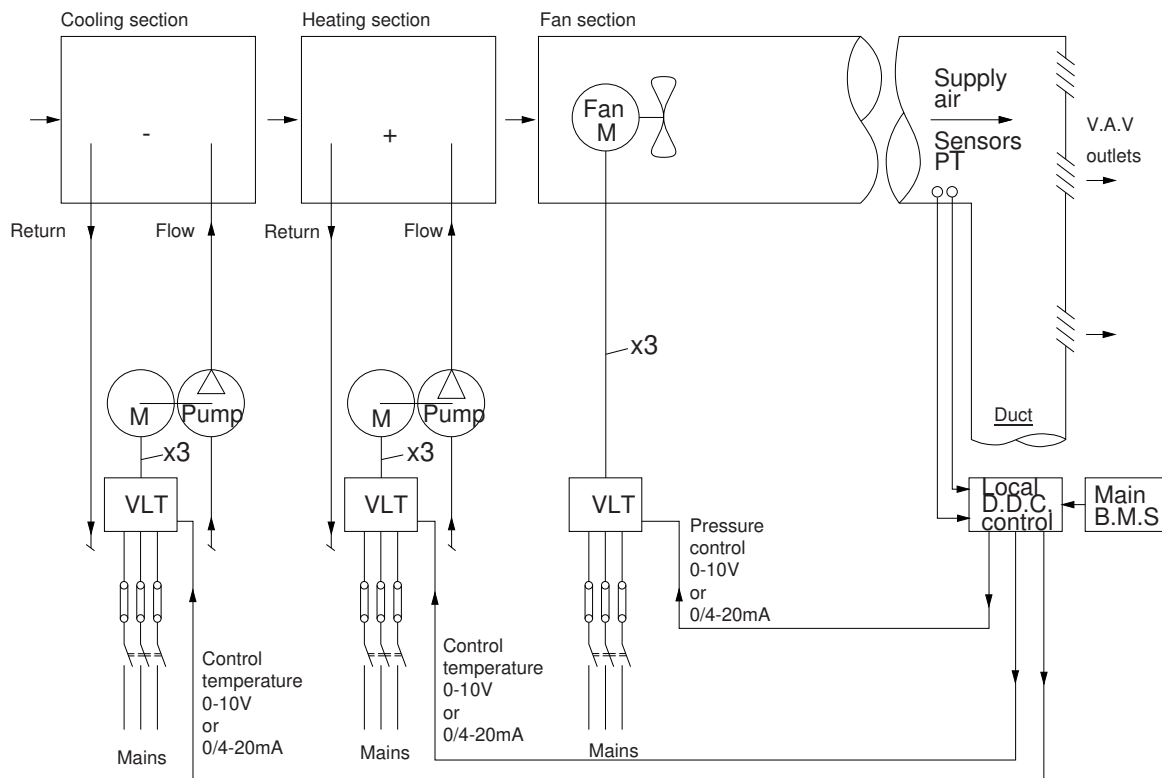 Cooling section
Heating section
Fan section
-
+
Fan
M
Supply
air
Sensors
PT
V.A.V
outlets
Return
Flow
Return
Flow
x3
M
Pump
M
Pump
Duct
x3
x3
VLT
VLT
VLT
Local
D.D.C.
control
Main
B.M.S
Pressure
control
0-10V
or
0/4-20mA
Control
temperature
0-10V
or
0/4-20mA
Control
temperature
0-10V
or
0/4-20mA
Mains
Mains
Mains